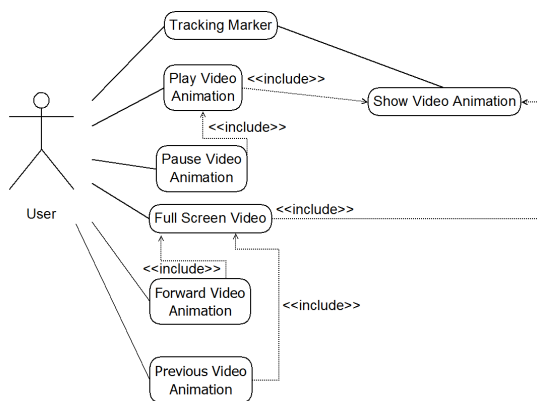 Tracking Marker
Play Video
Animation
<<include>>
Show Video Animation
<<include>>
Pause Video
Animation
User
Full Screen Video
<<include>>
<<include>>
Forward Video
Animation
<<include>>
Previous Video
Animation